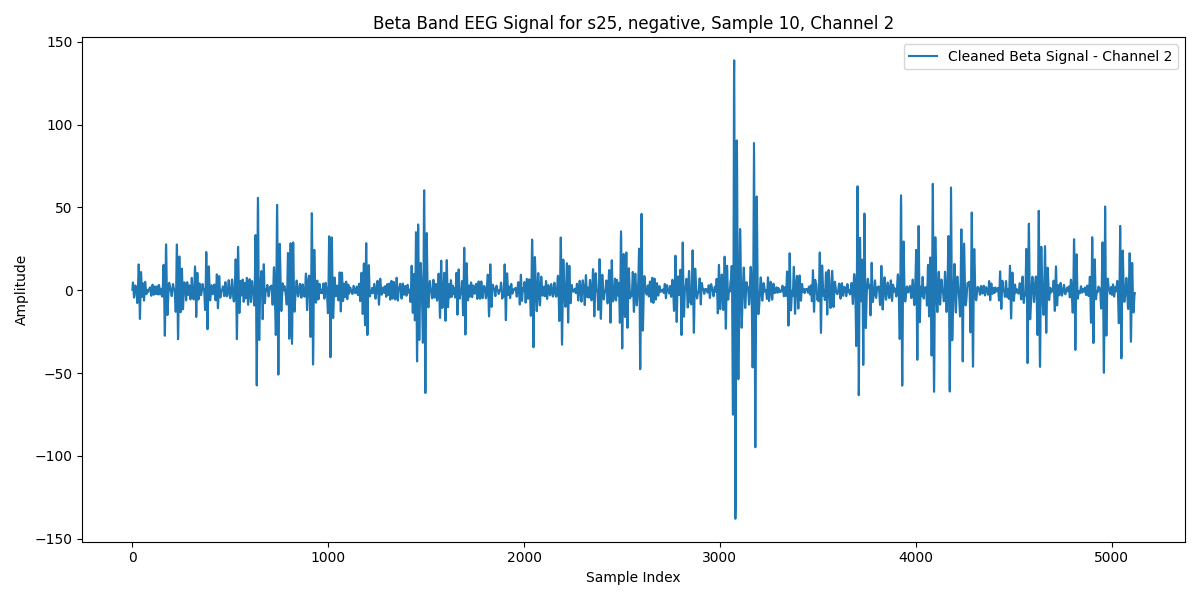 Beta Band EEG Signal for s25, negative, Sample 10, Channel 2
Cleaned Beta Signal - Channel 2
Amplitude
150
100
50
0
−50
−100
−150
0 1000 2000 3000 4000 5000
Sample Index